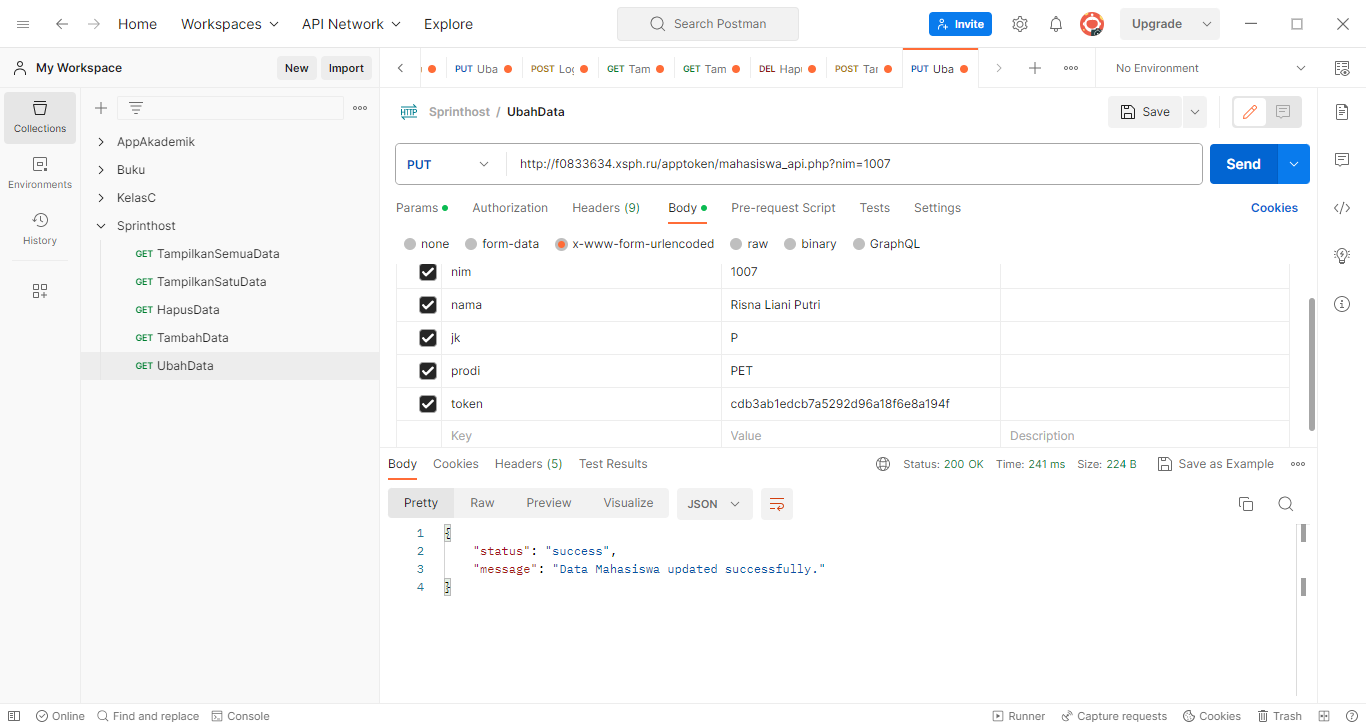 Home Workspaces API Network Explore Search Postman Invite Upgrade
My Workspace New Import PUT Uba POST Log GET Tam GET Tam DEL Hapu POST Tar PUT Uba No Environment
Collections
Environments
History
AppAkademik
Buku
KelasC
Sprinthost
GET TampilkanSemuaData
GET TampilkanSatuData
GET HapusData
GET TambahData
GET UbahData
HTTP Sprinthost / UbahData Save
PUT http://f0833634.xsph.ru/apptoken/mahasiswa_api.php?nim=1007 Send
Params Authorization Headers (9) Body Pre-request Script Tests Settings Cookies
none form-data x-www-form-urlencoded raw binary GraphQL
nim 1007
nama Risna Liani Putri
jk P
prodi PET
token cdb3ab1edcb7a5292d96a18f6e8a194f
Key Value Description
Body Cookies Headers (5) Test Results Status: 200 OK Time: 241 ms Size: 224 B Save as Example
Pretty Raw Preview Visualize JSON
1 {
2 "status": "success",
3 "message": "Data Mahasiswa updated successfully."
4 }
Online Find and replace Console Runner Capture requests Cookies Trash